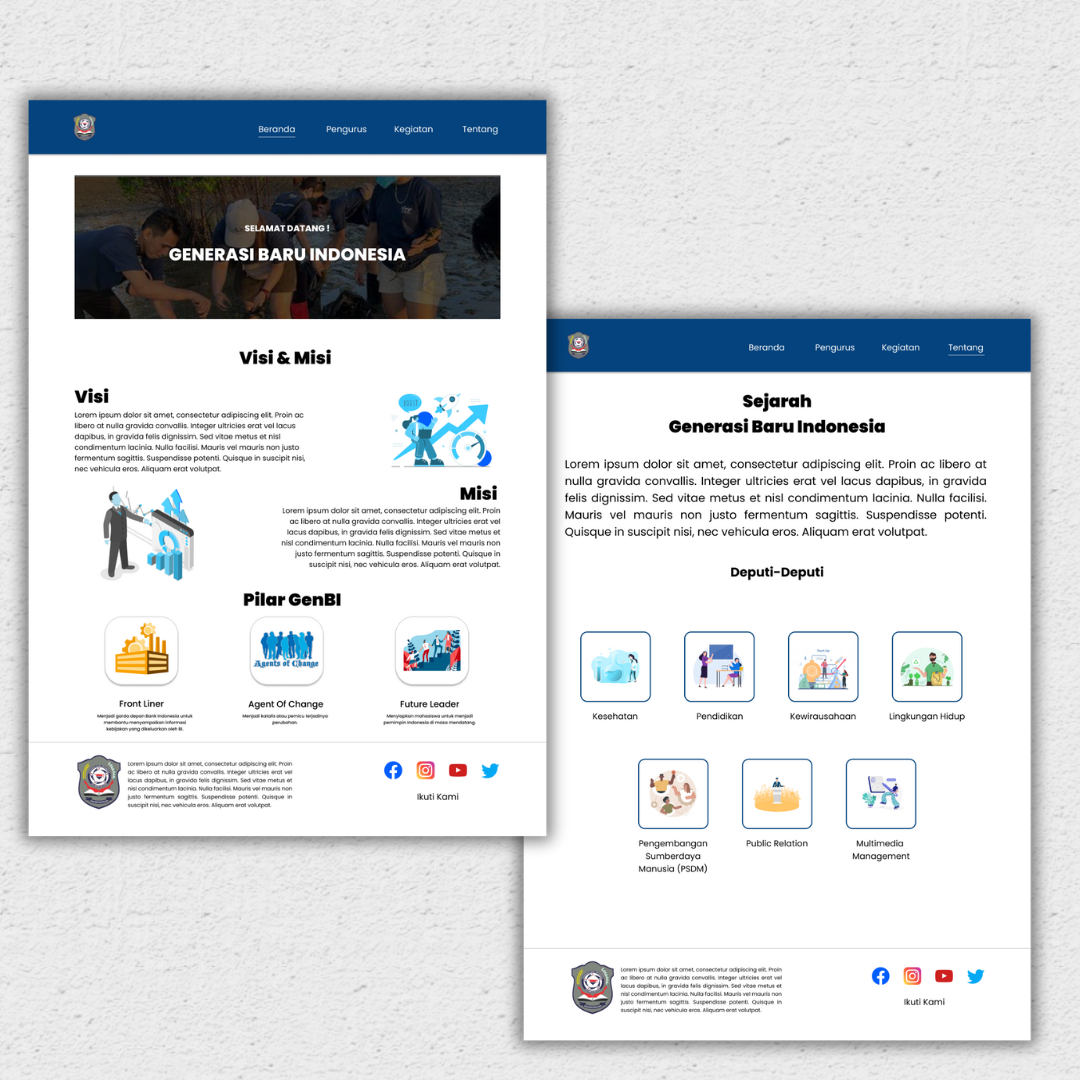 Beranda Pengurus Kegiatan Tentang
SELAMAT DATANG !
GENERASI BARU INDONESIA
Visi & Misi
Visi
Lorem ipsum dolor sit amet, consectetur adipiscing elit. Proin ac
libero at nulla gravida convallis. Integer ultricies erat vel lacus
dapibus, in gravida felis dignissim. Sed vitae metus et nisl
condimentum lacinia. Nulla facilisi. Mauris vel mauris non justo
fermentum sagittis. Suspendisse potenti. Quisque in suscipit nisi,
nec vehicula eros. Aliquam erat volutpat.
Misi
Lorem ipsum dolor sit amet, consectetur adipiscing elit. Proin
ac libero at nulla gravida convallis. Integer ultricies erat vel
lacus dapibus, in gravida felis dignissim. Sed vitae metus et
nisl condimentum lacinia. Nulla facilisi. Mauris vel mauris non
justo fermentum sagittis. Suspendisse potenti. Quisque in
suscipit nisi, nec vehicula eros. Aliquam erat volutpat.
Pilar GenBI
Agents of Change
Front Liner
Menjadi garda depan Bank Indonesia untuk
membantu menyampaikan informasi
kebijakan yang dikeluarkan oleh BI.
Agent Of Change
Menjadi katalis atau pemicu terjadinya
perubahan.
Future Leader
Menyiapkan mahasiswa untuk menjadi
pemimpin Indonesia di masa mendatang.
Lorem ipsum dolor sit amet, consectetur adipiscing elit. Proin
ac libero at nulla gravida convallis. Integer ultricies erat vel
lacus dapibus, in gravida felis dignissim. Sed vitae metus et
nisl condimentum lacinia. Nulla facilisi. Mauris vel mauris non
justo fermentum sagittis. Suspendisse potenti. Quisque in
suscipit nisi, nec vehicula eros. Aliquam erat volutpat.
Ikuti Kami
Beranda Pengurus Kegiatan Tentang
Sejarah
Generasi Baru Indonesia
Lorem ipsum dolor sit amet, consectetur adipiscing elit. Proin ac libero at
nulla gravida convallis. Integer ultricies erat vel lacus dapibus, in gravida
felis dignissim. Sed vitae metus et nisl condimentum lacinia. Nulla facilisi.
Mauris vel mauris non justo fermentum sagittis. Suspendisse potenti.
Quisque in suscipit nisi, nec vehicula eros. Aliquam erat volutpat.
Deputi-Deputi
Kesehatan
Pendidikan
Kewirausahaan
Lingkungan Hidup
Pengembangan
Sumberdaya
Manusia (PSDM)
Public Relation
Multimedia
Management
Lorem ipsum dolor sit amet, consectetur adipiscing elit. Proin
ac libero at nulla gravida convallis. Integer ultricies erat vel
lacus dapibus, in gravida felis dignissim. Sed vitae metus et
nisl condimentum lacinia. Nulla facilisi. Mauris vel mauris non
justo fermentum sagittis. Suspendisse potenti. Quisque in
suscipit nisi, nec vehicula eros. Aliquam erat volutpat.
Ikuti Kami